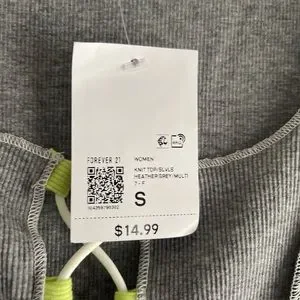 FOREVER 21
WOMEN
KNIT TOP/SLVLS
HEATHER GREY/MULTI
S
$14.99